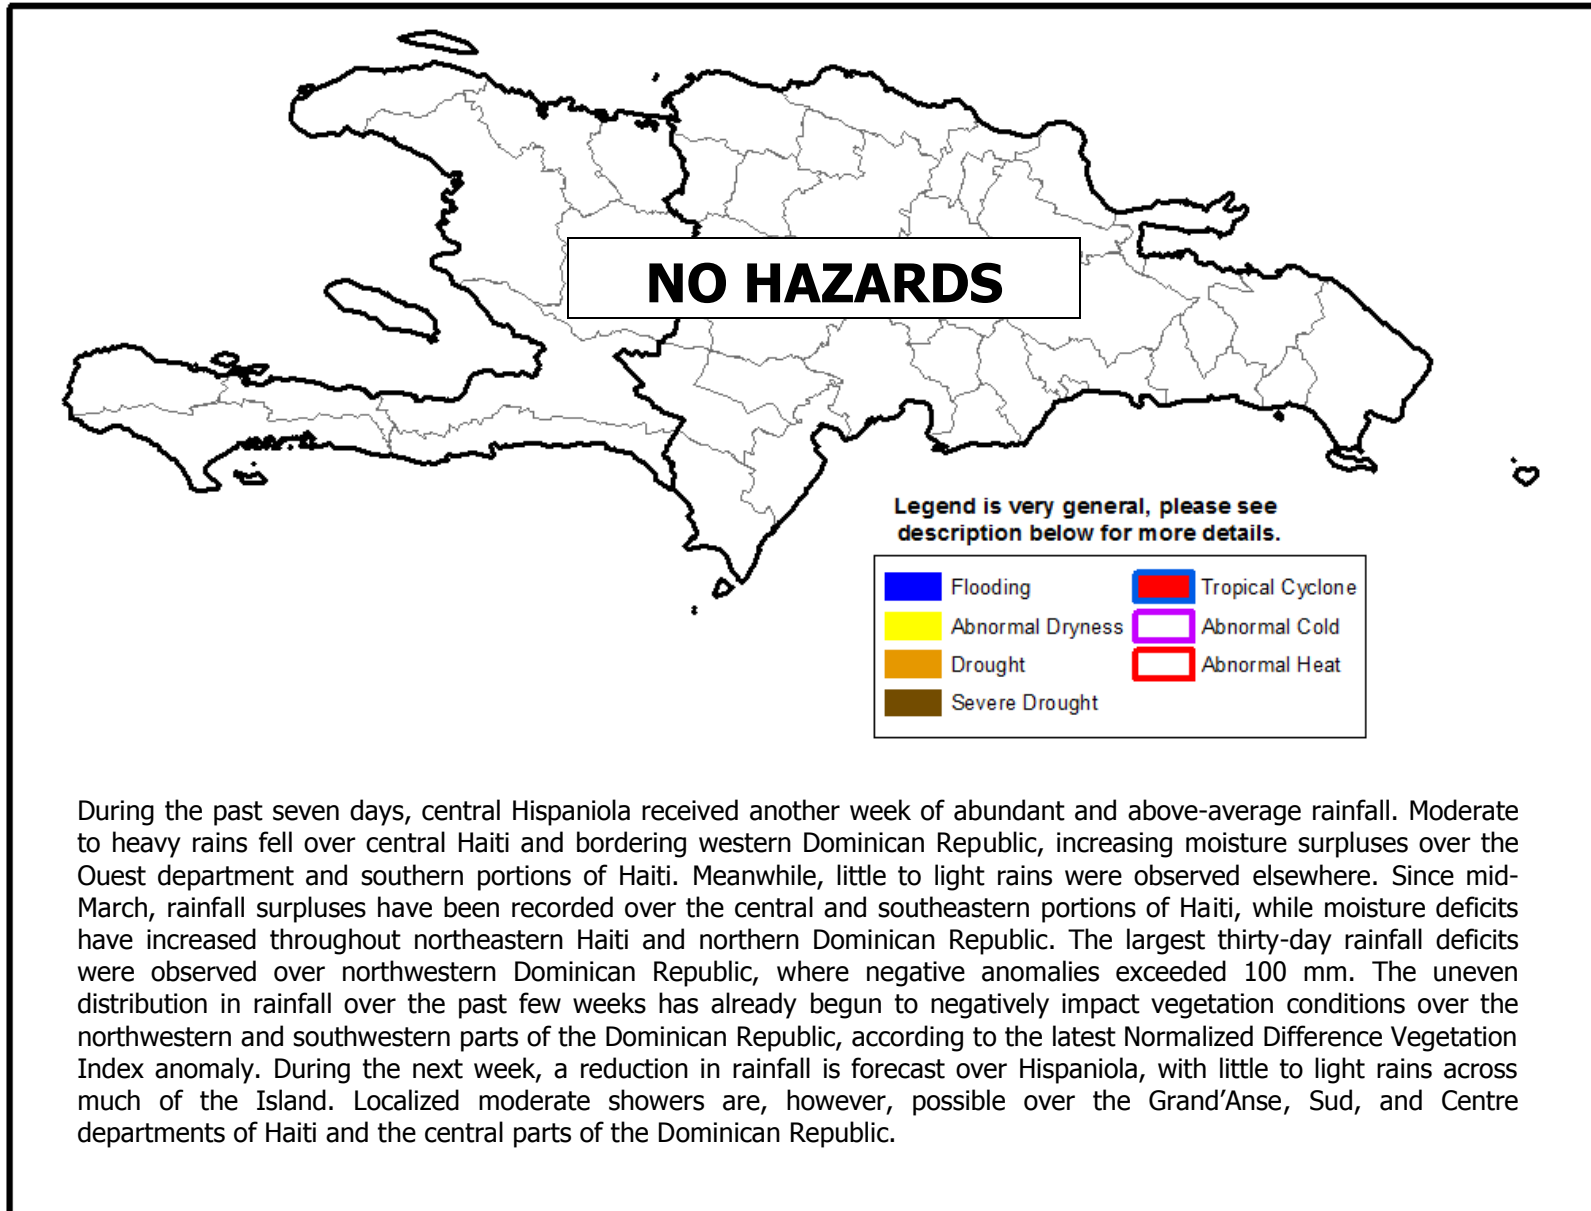 NO HAZARDS
Legend is very general, please see
description below for more details.
Flooding
Abnormal Dryness
Drought
Severe Drought
Tropical Cyclone
Abnormal Cold
Abnormal Heat
During the past seven days, central Hispaniola received another week of abundant and above-average rainfall. Moderate
to heavy rains fell over central Haiti and bordering western Dominican Republic, increasing moisture surpluses over the
Ouest department and southern portions of Haiti. Meanwhile, little to light rains were observed elsewhere. Since mid-
March, rainfall surpluses have been recorded over the central and southeastern portions of Haiti, while moisture deficits
have increased throughout northeastern Haiti and northern Dominican Republic. The largest thirty-day rainfall deficits
were observed over northwestern Dominican Republic, where negative anomalies exceeded 100 mm. The uneven
distribution in rainfall over the past few weeks has already begun to negatively impact vegetation conditions over the
northwestern and southwestern parts of the Dominican Republic, according to the latest Normalized Difference Vegetation
Index anomaly. During the next week, a reduction in rainfall is forecast over Hispaniola, with little to light rains across
much of the Island. Localized moderate showers are, however, possible over the Grand’Anse, Sud, and Centre
departments of Haiti and the central parts of the Dominican Republic.